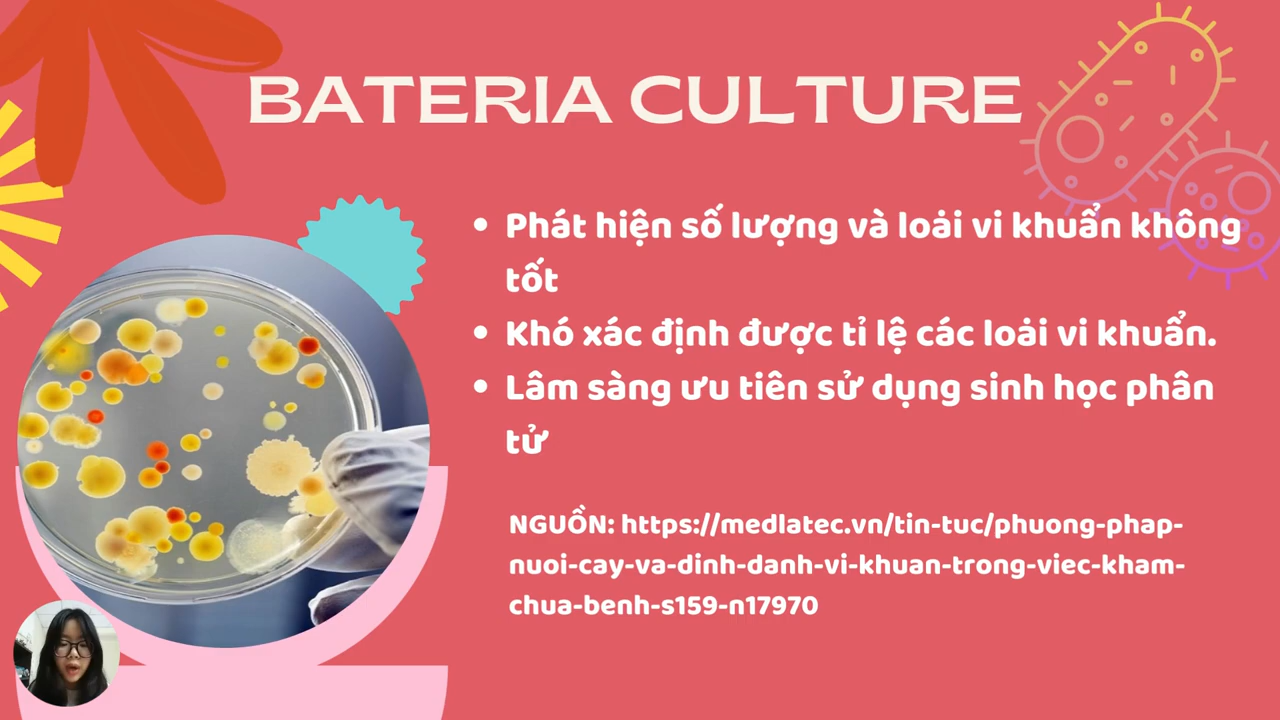 BATERIA CULTURE
• Phát hiện số lượng và loài vi khuẩn không
tốt
• Khó xác định được tỉ lệ các loài vi khuẩn.
• Lâm sàng ưu tiên sử dụng sinh học phân
tử
NGUỒN: https://medlatec.vn/tin-tuc/phuong-phap-
nuoi-cay-va-dinh-danh-vi-khuan-trong-viec-kham-
chua-benh-s159-n17970